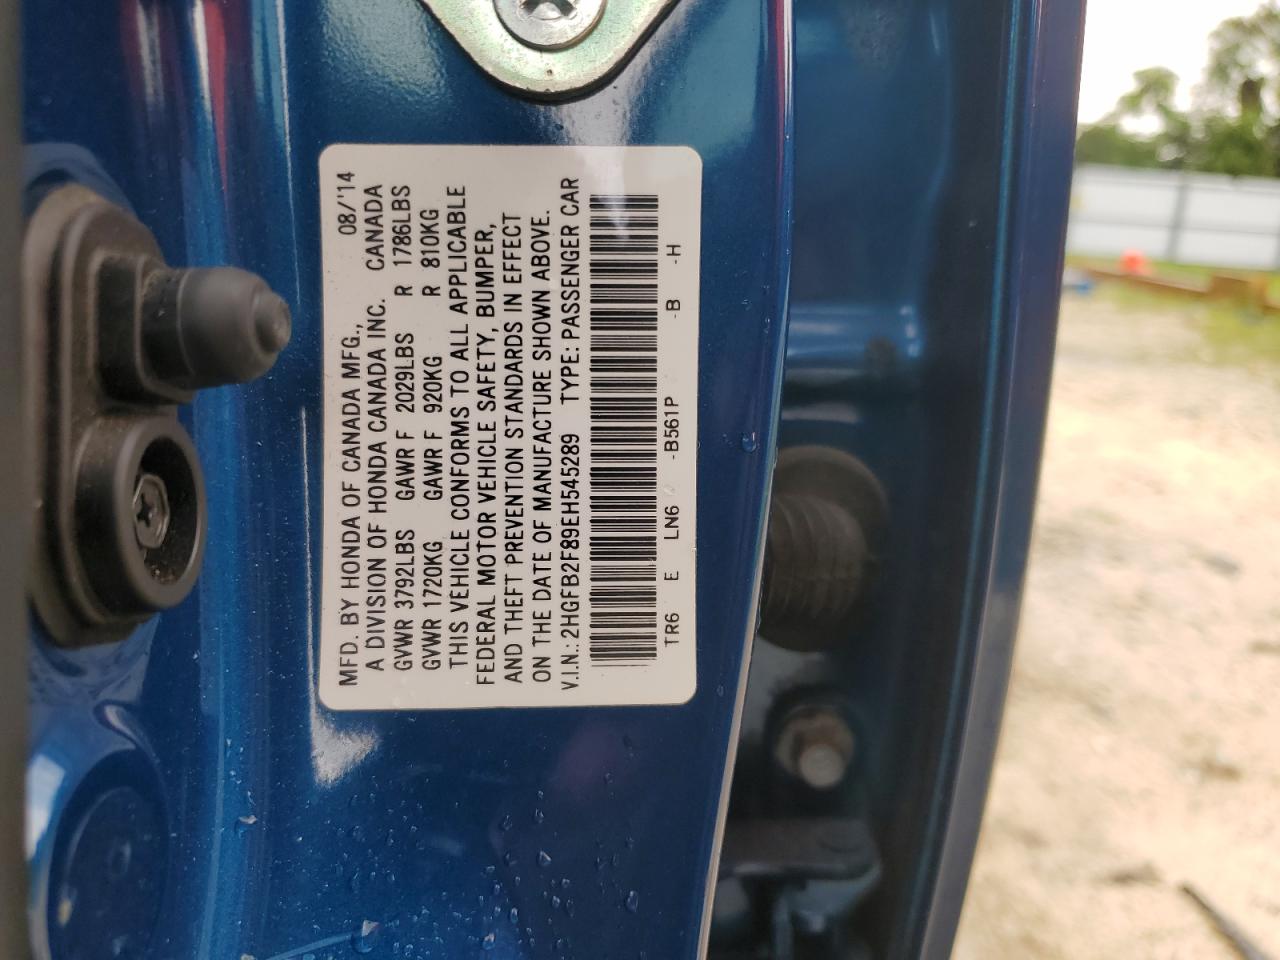 MFD. BY HONDA OF CANADA MFG., 08/'14
A DIVISION OF HONDA CANADA INC. CANADA
GVWR 3792LBS GAWR F 2029LBS R 1786LBS
GVWR 1720KG GAWR F 920KG R 810KG
THIS VEHICLE CONFORMS TO ALL APPLICABLE
FEDERAL MOTOR VEHICLE SAFETY, BUMPER,
AND THEFT PREVENTION STANDARDS IN EFFECT
ON THE DATE OF MANUFACTURE SHOWN ABOVE.
V.I.N.: 2HGFB2F89EH545289 TYPE: PASSENGER CAR
TR6 E LN6 -B561P -B -H